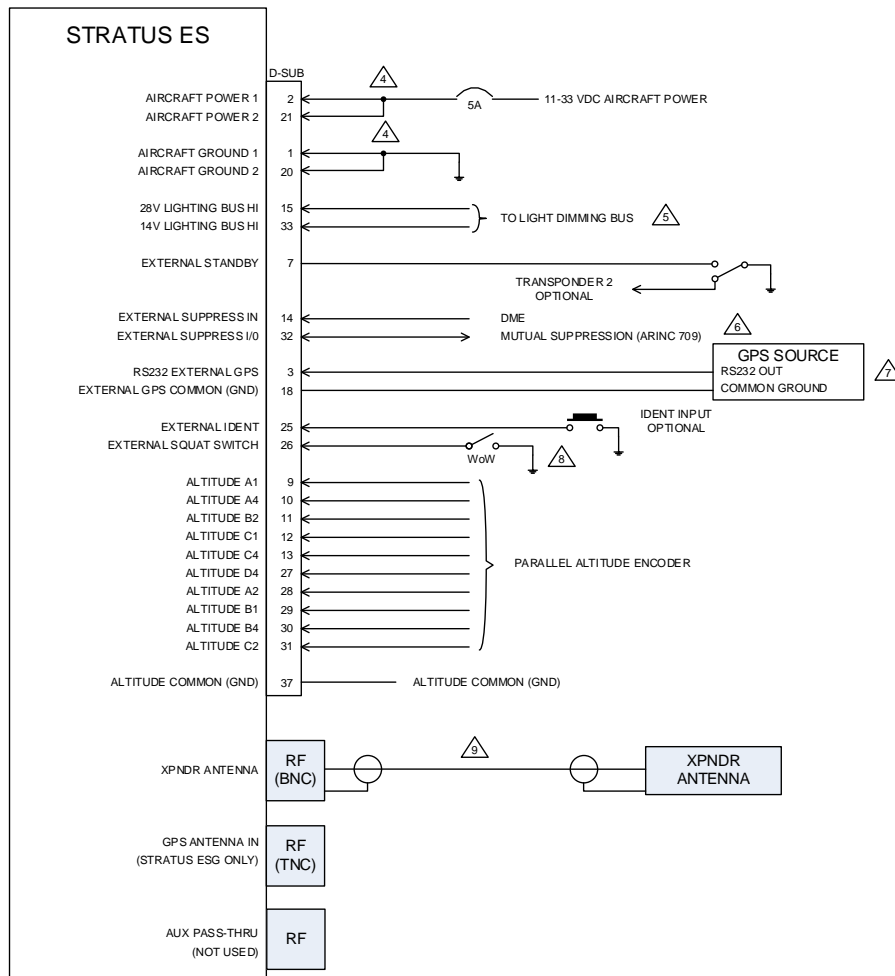 STRATUS ES
D-SUB
4
AIRCRAFT POWER 1 2 5A 11-33 VDC AIRCRAFT POWER
AIRCRAFT POWER 2 21
4
AIRCRAFT GROUND 1 1
AIRCRAFT GROUND 2 20
28V LIGHTING BUS HI 15
TO LIGHT DIMMING BUS 5
14V LIGHTING BUS HI 33
EXTERNAL STANDBY 7
TRANSPONDER 2
OPTIONAL
EXTERNAL SUPPRESS IN 14 DME
EXTERNAL SUPPRESS I/0 32 MUTUAL SUPPRESSION (ARINC 709) 6
GPS SOURCE
RS232 EXTERNAL GPS 3 RS232 OUT 7
EXTERNAL GPS COMMON (GND) 18 COMMON GROUND
EXTERNAL IDENT 25 IDENT INPUT
OPTIONAL
EXTERNAL SQUAT SWITCH 26 WoW 8
ALTITUDE A1 9
ALTITUDE A4 10
ALTITUDE B2 11
ALTITUDE C1 12
ALTITUDE C4 13
PARALLEL ALTITUDE ENCODER
ALTITUDE D4 27
ALTITUDE A2 28
ALTITUDE B1 29
ALTITUDE B4 30
ALTITUDE C2 31
ALTITUDE COMMON (GND) 37 ALTITUDE COMMON (GND)
9
XPNDR ANTENNA RF
(BNC)
XPNDR
ANTENNA
GPS ANTENNA IN
(STRATUS ESG ONLY)
RF
(TNC)
AUX PASS-THRU
(NOT USED)
RF